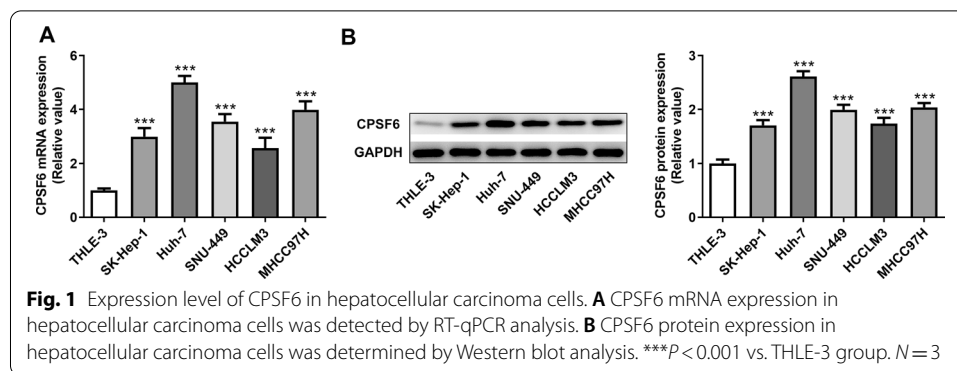 A
CPSF6 mRNA expression
(Relative value)
6
4
2
0
***
***
***
***
***
THLE-3
SK-Hep-1
Huh-7
SNU-449
HCCLM3
MHCC97H
B
CPSF6
GAPDH
THLE-3
SK-Hep-1
Huh-7
SNU-449
HCCLM3
MHCC97H
CPSF6 protein expression
(Relative value)
3
2
1
0
***
***
***
***
***
THLE-3
SK-Hep-1
Huh-7
SNU-449
HCCLM3
MHCC97H
Fig. 1 Expression level of CPSF6 in hepatocellular carcinoma cells. A CPSF6 mRNA expression in
hepatocellular carcinoma cells was detected by RT-qPCR analysis. B CPSF6 protein expression in
hepatocellular carcinoma cells was determined by Western blot analysis. ***P < 0.001 vs. THLE-3 group. N = 3